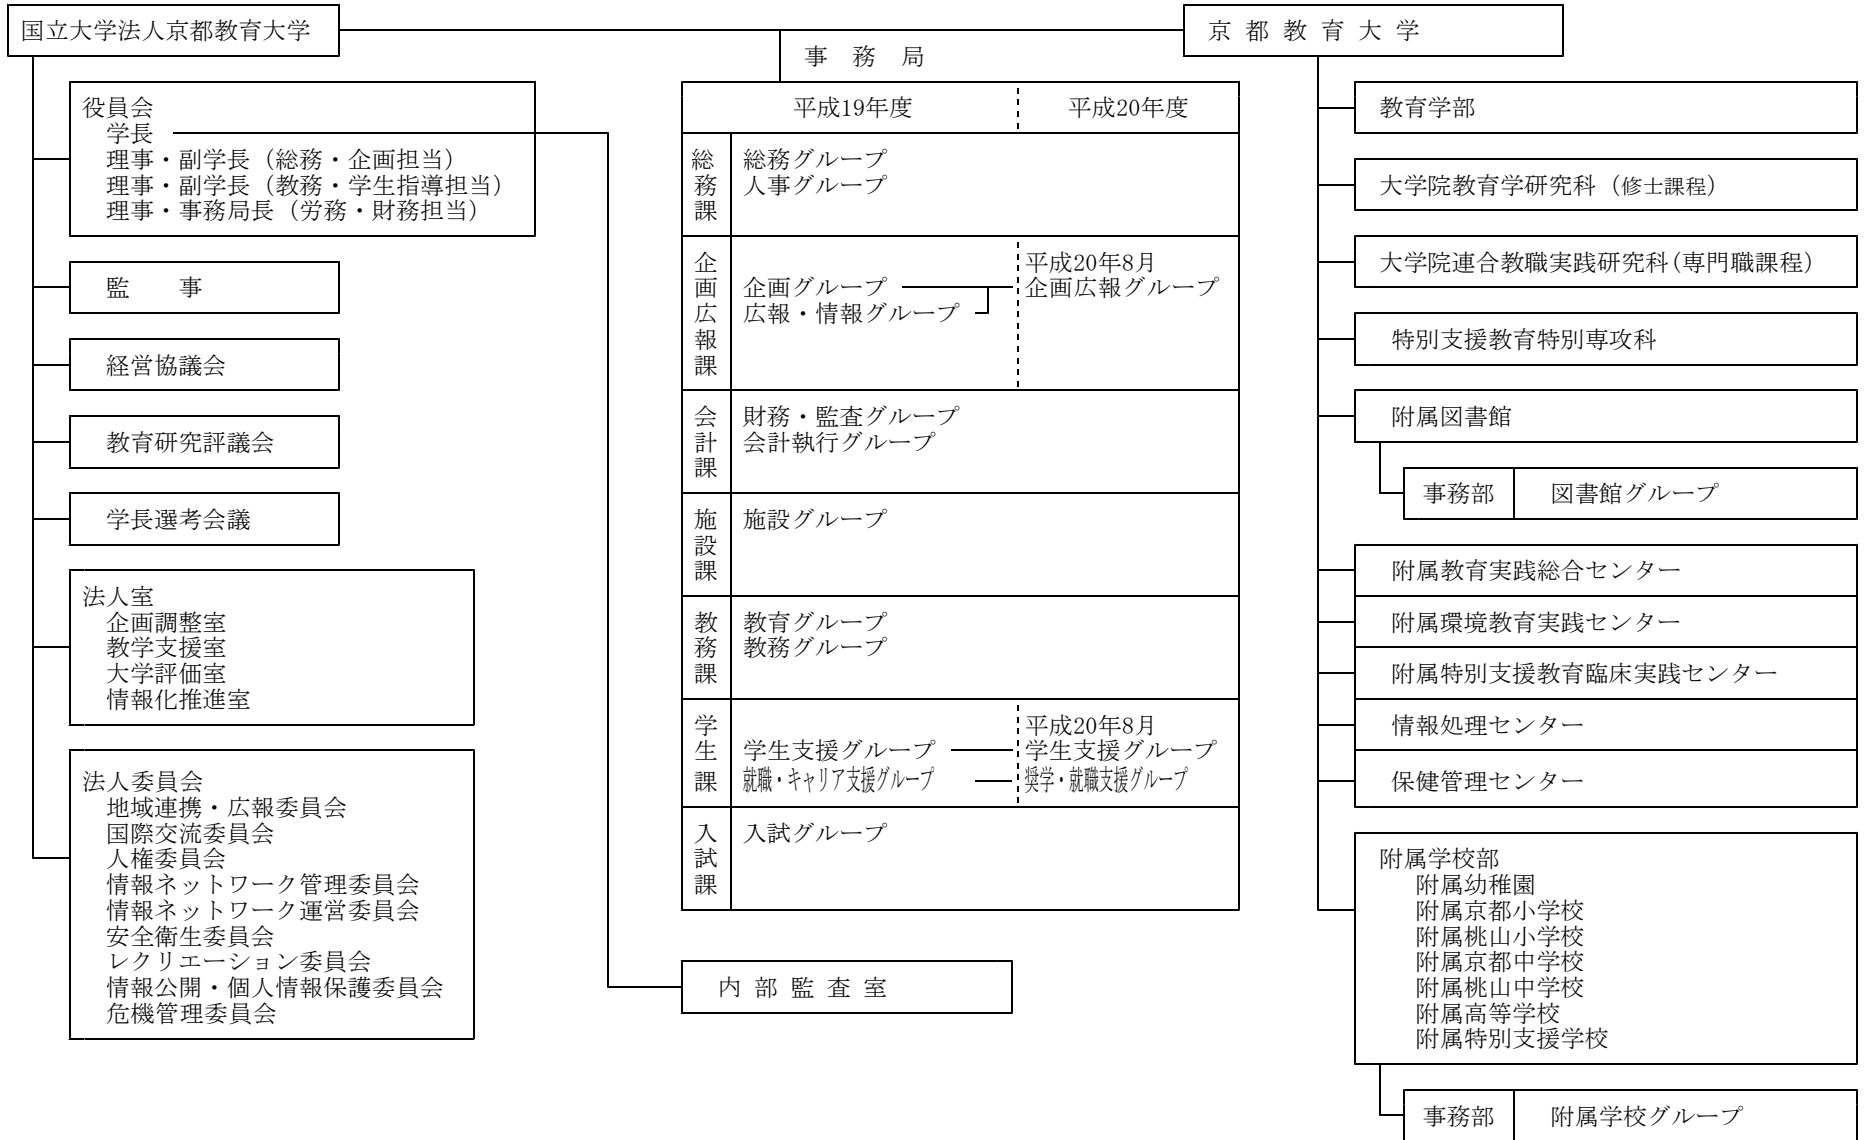 国立大学法人京都教育大学
役員会
学長
理事・副学長（総務・企画担当）
理事・副学長（教務・学生指導担当）
理事・事務局長（労務・財務担当）
監　　事
経営協議会
教育研究評議会
学長選考会議
法人室
企画調整室
教学支援室
大学評価室
情報化推進室
法人委員会
地域連携・広報委員会
国際交流委員会
人権委員会
情報ネットワーク管理委員会
情報ネットワーク運営委員会
安全衛生委員会
レクリエーション委員会
情報公開・個人情報保護委員会
危機管理委員会
事　務　局
平成19年度　平成20年度
総務課
総務グループ
人事グループ
企画広報課
企画グループ
広報・情報グループ
平成20年8月
企画広報グループ
会計課
財務・監査グループ
会計執行グループ
施設課
施設グループ
教務課
教育グループ
教務グループ
学生課
学生支援グループ
就職・キャリア支援グループ
平成20年8月
学生支援グループ
奨学・就職支援グループ
入試課
入試グループ
内 部 監 査 室
京 都 教 育 大 学
教育学部
大学院教育学研究科（修士課程）
大学院連合教職実践研究科（専門職課程）
特別支援教育特別専攻科
附属図書館
事務部　図書館グループ
附属教育実践総合センター
附属環境教育実践センター
附属特別支援教育臨床実践センター
情報処理センター
保健管理センター
附属学校部
附属幼稚園
附属京都小学校
附属桃山小学校
附属京都中学校
附属桃山中学校
附属高等学校
附属特別支援学校
事務部　附属学校グループ